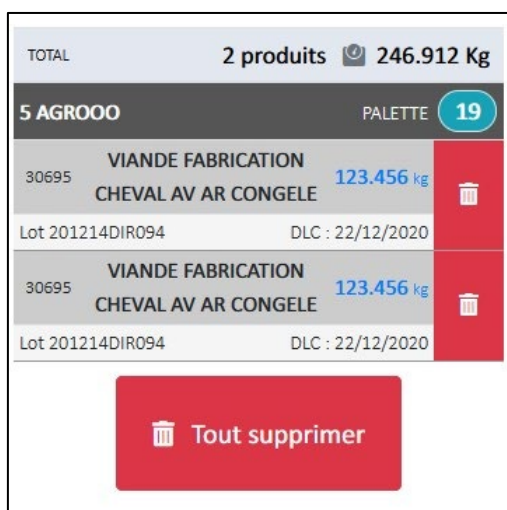 TOTAL 2 produits 246.912 Kg
5 AGROOO PALETTE 19
30695 VIANDE FABRICATION CHEVAL AV AR CONGELE 123.456 kg
Lot 201214DIR094 DLC : 22/12/2020
30695 VIANDE FABRICATION CHEVAL AV AR CONGELE 123.456 kg
Lot 201214DIR094 DLC : 22/12/2020
Tout supprimer